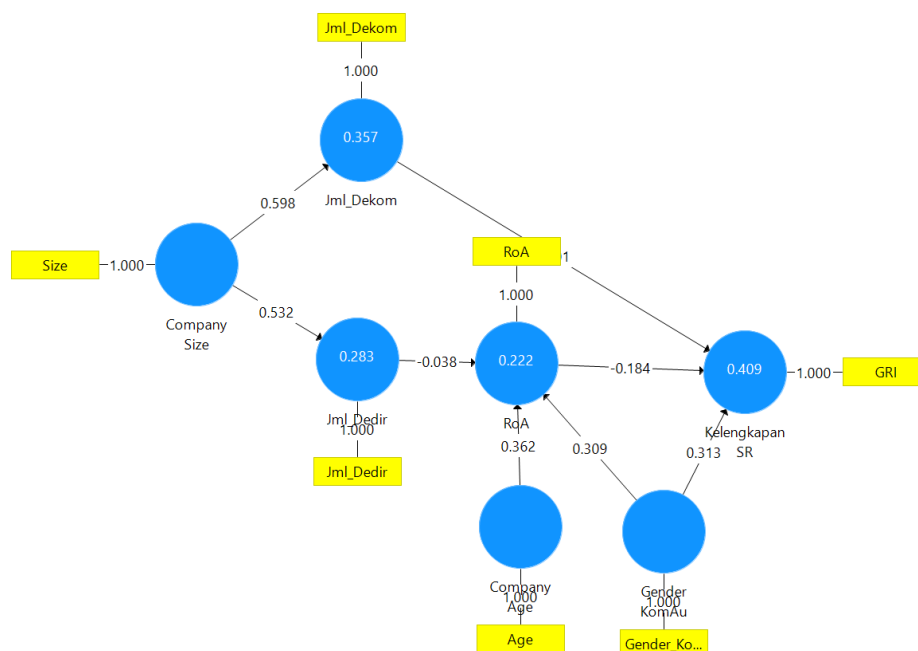 Jml_Dekom
1.000
0.357
Jml_Dekom
0.598
Size
1.000
Company
Size
RoA
1
1.000
0.532
0.283
-0.038
0.222
-0.184
0.409
1.000
GRI
Jml_Dedir
1.000
Jml_Dedir
RoA
0.362
0.309
0.313
Kelengkapan
SR
Company
Age
1.000
Age
Gender
KomAu
1.000
Gender_Ko...